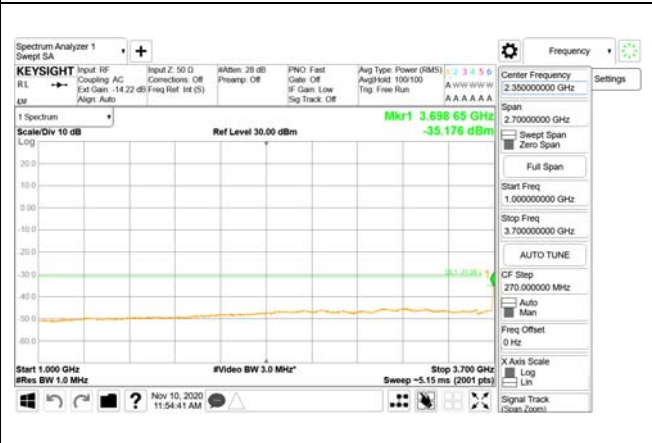 Spectrum Analyzer 1
Swept SA
+
Frequency
KEYSIGHT
RL
LXI
Input: RF
Coupling: AC
Ext Gain: -14.22 dB
Align: Auto
Input Z: 50 Ω
Corrections: Off
Freq Ref: Int (S)
#Atten: 28 dB
Preamp: Off
PNO: Fast
Gate: Off
IF Gain: Low
Sig Track: Off
Avg Type: Power (RMS)
Avg|Hold: 100/100
Trig: Free Run
1 2 3 4 5 6
A W W W W W
A A A A A A
Center Frequency
2.350000000 GHz
Settings
Span
2.70000000 GHz
Swept Span
Zero Span
Full Span
Start Freq
1.000000000 GHz
Stop Freq
3.700000000 GHz
AUTO TUNE
CF Step
270.000000 MHz
Auto
Man
Freq Offset
0 Hz
X Axis Scale
Log
Lin
Signal Track
(Span Zoom)
1 Spectrum
Scale/Div 10 dB
Ref Level 30.00 dBm
Mkr1 3.698 65 GHz
-35.176 dBm
Log
20.0
10.0
0.00
-10.0
-20.0
-30.0
1
-40.0
-50.0
-60.0
Start 1.000 GHz
#Video BW 3.0 MHz*
Stop 3.700 GHz
#Res BW 1.0 MHz
Sweep ~5.15 ms (2001 pts)
?
Nov 10, 2020
11:54:41 AM